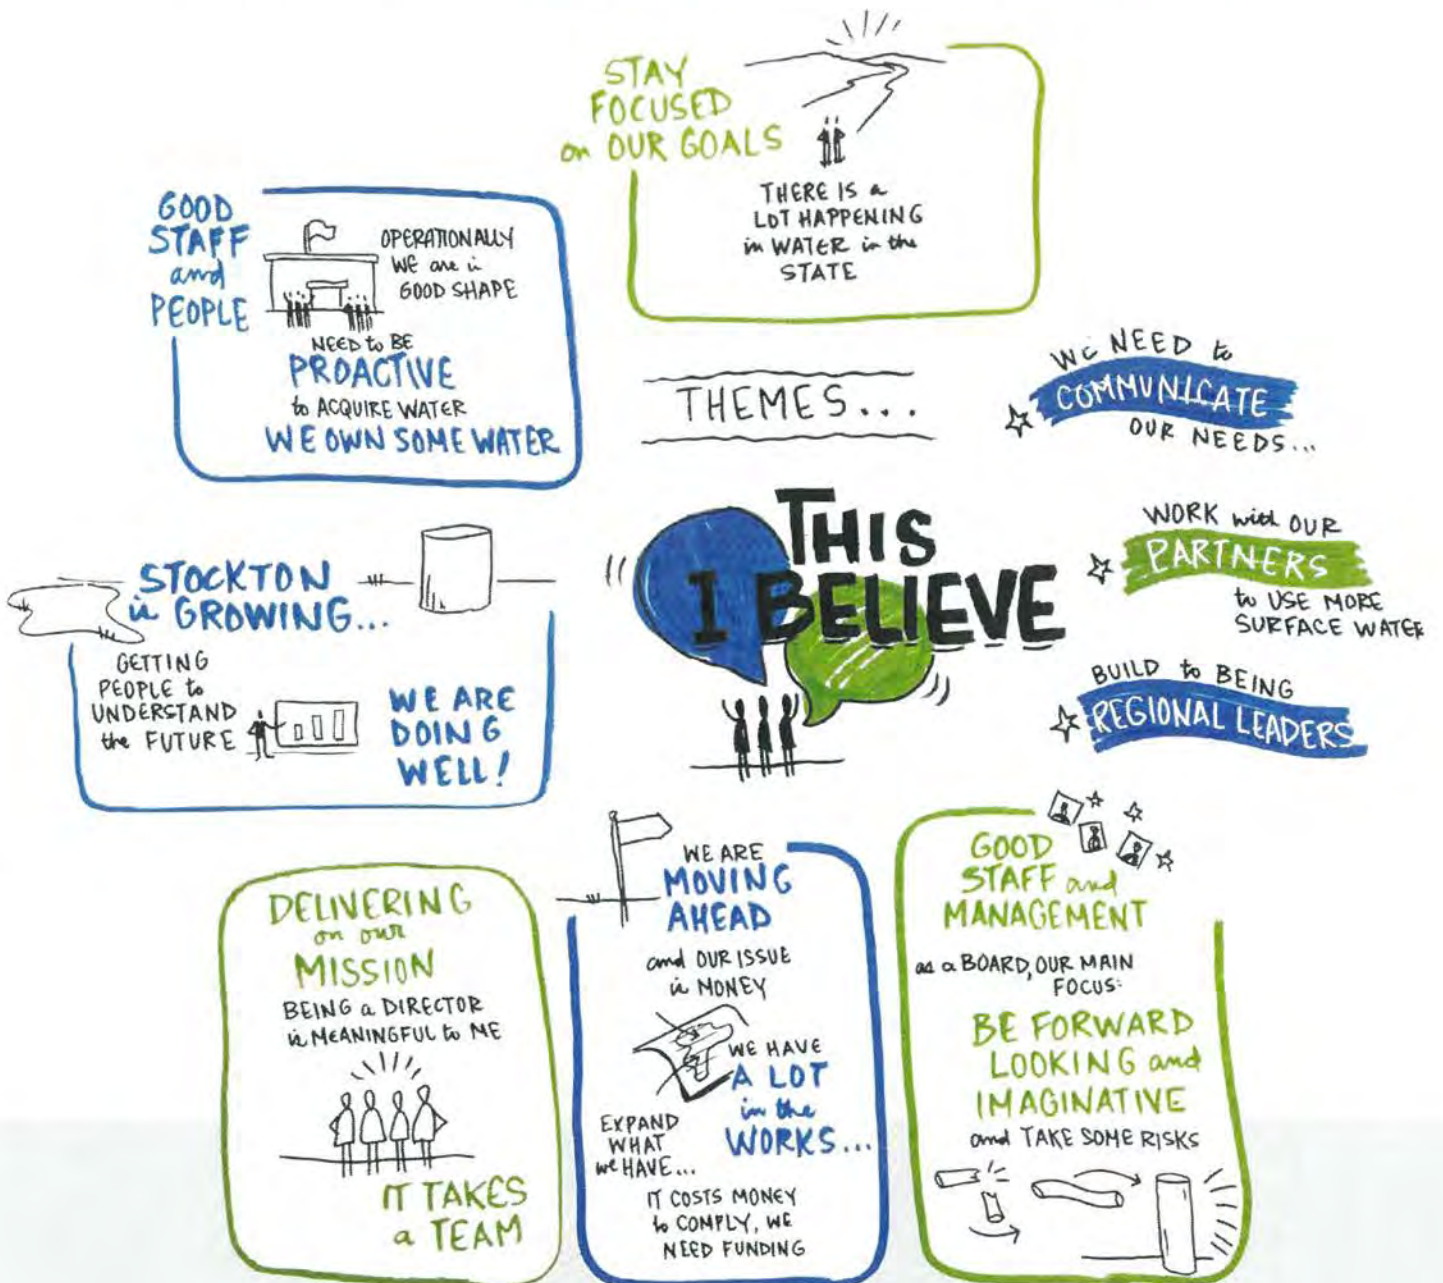 STAY
FOCUSED
on OUR GOALS
THERE IS a
LOT HAPPENING
in WATER in the
STATE
GOOD
STAFF
and
PEOPLE
OPERATIONALLY
WE are i
GOOD SHAPE
NEED to BE
PROACTIVE
to ACQUIRE WATER
WE OWN SOME WATER
THEMES...
WE NEED to
COMMUNICATE
OUR NEEDS...
THIS
I BELIEVE
WORK with OUR
PARTNERS
to USE MORE
SURFACE WATER
BUILD to BEING
REGIONAL LEADERS
STOCKTON
is GROWING...
GETTING
PEOPLE to
UNDERSTAND
the FUTURE
WE ARE
DOING
WELL!
DELIVERING
on our
MISSION
BEING a DIRECTOR
is MEANINGFUL to ME
IT TAKES
a TEAM
WE ARE
MOVING
AHEAD
and OUR ISSUE
is MONEY
WE HAVE
A LOT
in the
WORKS...
EXPAND
WHAT
we HAVE...
IT COSTS MONEY
to COMPLY, WE
NEED FUNDING
GOOD
STAFF and
MANAGEMENT
as a BOARD, OUR MAIN
FOCUS:
BE FORWARD
LOOKING and
IMAGINATIVE
and TAKE SOME RISKS